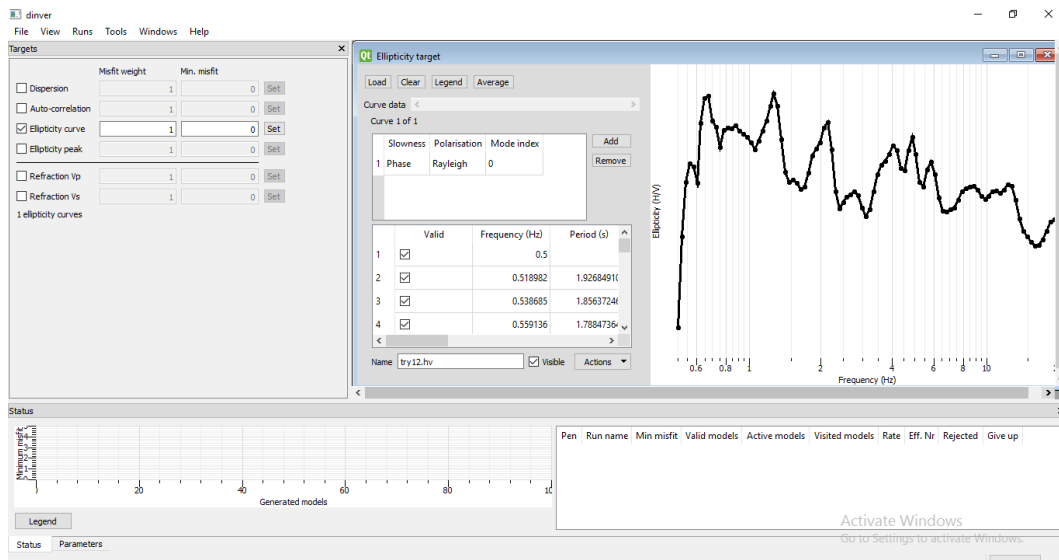 dinver
File View Runs Tools Windows Help
Targets
Misfit weight Min. misfit
Dispersion 1 0 Set
Auto-correlation 1 0 Set
Ellipticity curve 1 0 Set
Ellipticity peak 1 0 Set
Refraction Vp 1 0 Set
Refraction Vs 1 0 Set
1 ellipticity curves
Qt Ellipticity target
Load Clear Legend Average
Curve data
Curve 1 of 1
Slowness Polarisation Mode index
1 Phase Rayleigh 0
Add
Remove
Valid Frequency (Hz) Period (s)
1 0.5
2 0.518982 1.92684910
3 0.538685 1.85637246
4 0.559136 1.78847364
Name try12.hv Visible Actions
Ellipticity (H/V)
0.6 0.8 1 2 4 6 8 10
Frequency (Hz)
Status
Minimum misfit
20 40 60 80 10
Generated models
Legend
Pen Run name Min misfit Valid models Active models Visited models Rate Eff. Nr Rejected Give up
Activate Windows
Go to Settings to activate Windows.
Status Parameters